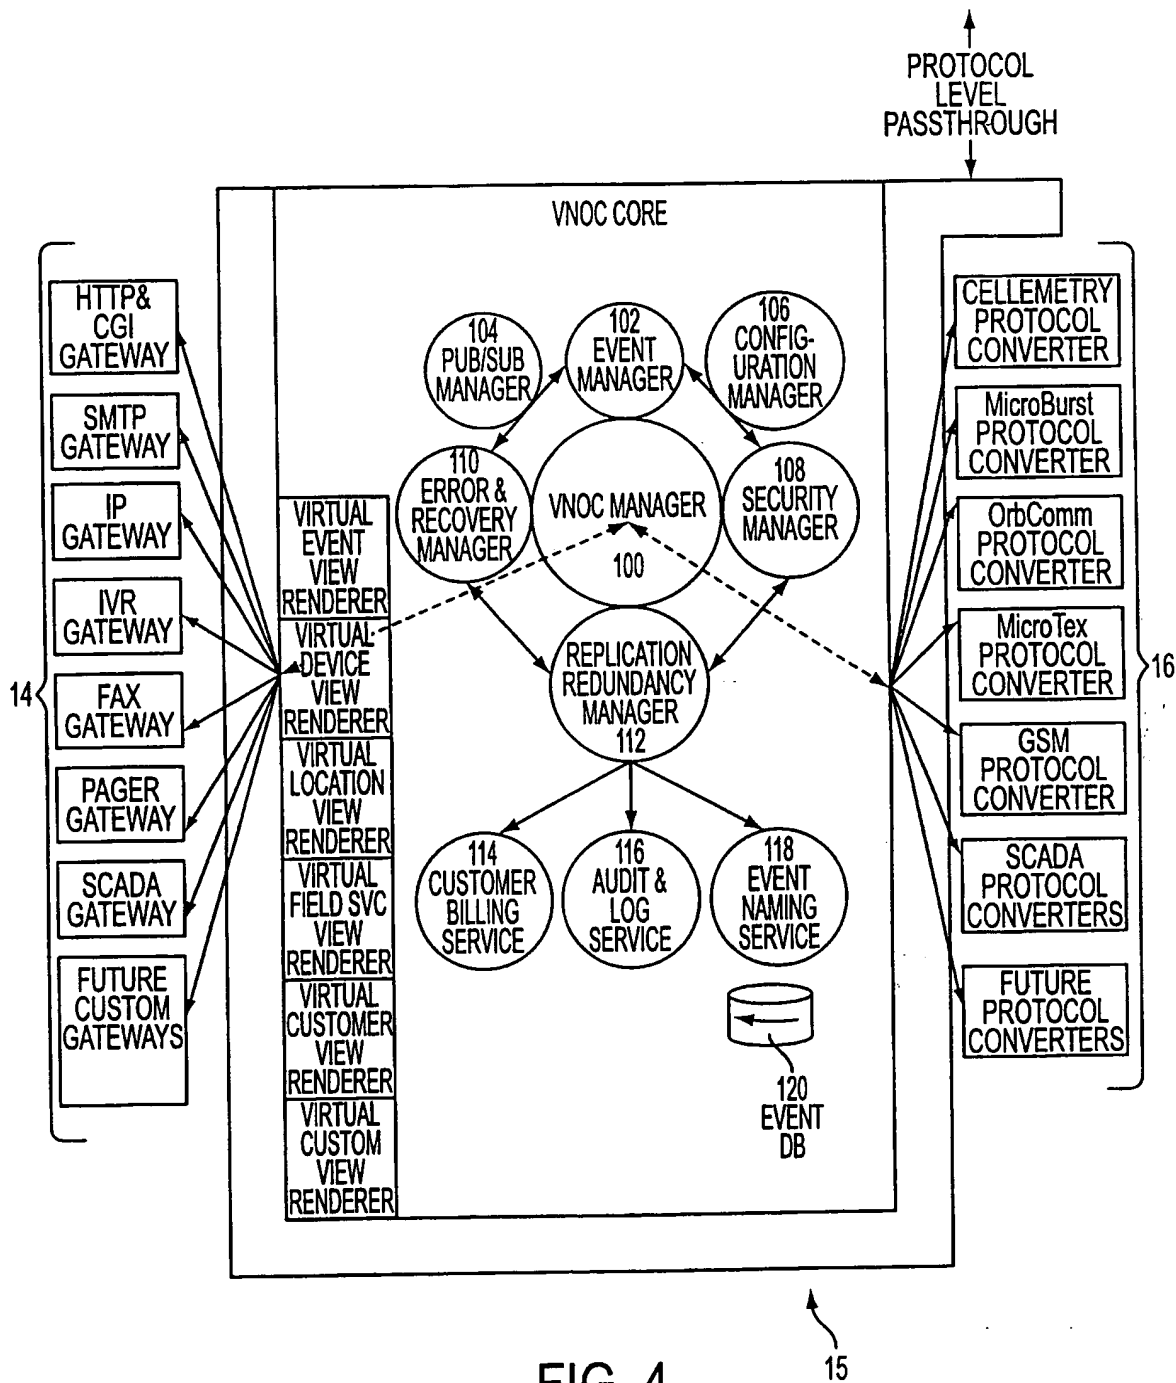 PROTOCOL
LEVEL
PASSTHROUGH
VNOC CORE
14
HTTP&
CGI
GATEWAY
SMTP
GATEWAY
IP
GATEWAY
IVR
GATEWAY
FAX
GATEWAY
PAGER
GATEWAY
SCADA
GATEWAY
FUTURE
CUSTOM
GATEWAYS
VIRTUAL
EVENT
VIEW
RENDERER
VIRTUAL
DEVICE
VIEW
RENDERER
VIRTUAL
LOCATION
VIEW
RENDERER
VIRTUAL
FIELD SVC
VIEW
RENDERER
VIRTUAL
CUSTOMER
VIEW
RENDERER
VIRTUAL
CUSTOM
VIEW
RENDERER
104
PUB/SUB
MANAGER
102
EVENT
MANAGER
106
CONFIG-
URATION
MANAGER
110
ERROR &
RECOVERY
MANAGER
VNOC MANAGER
100
108
SECURITY
MANAGER
REPLICATION
REDUNDANCY
MANAGER
112
114
CUSTOMER
BILLING
SERVICE
116
AUDIT &
LOG
SERVICE
118
EVENT
NAMING
SERVICE
120
EVENT
DB
CELLEMETRY
PROTOCOL
CONVERTER
MicroBurst
PROTOCOL
CONVERTER
OrbComm
PROTOCOL
CONVERTER
MicroTex
PROTOCOL
CONVERTER
GSM
PROTOCOL
CONVERTER
SCADA
PROTOCOL
CONVERTERS
FUTURE
PROTOCOL
CONVERTERS
16
15
FIG. 4